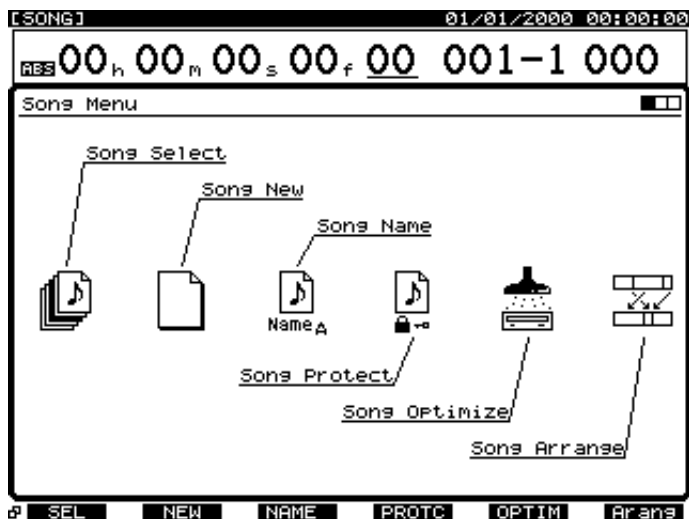 [SONG] 01/01/2000 00:00:00
ABS 00h 00m 00s 00f 00 001-1 000
Song Menu
Song Select
Song New
Song Name
Name A
Song Protect
Song Optimize
Song Arrange
SEL NEW NAME PROTC OPTIM Arang